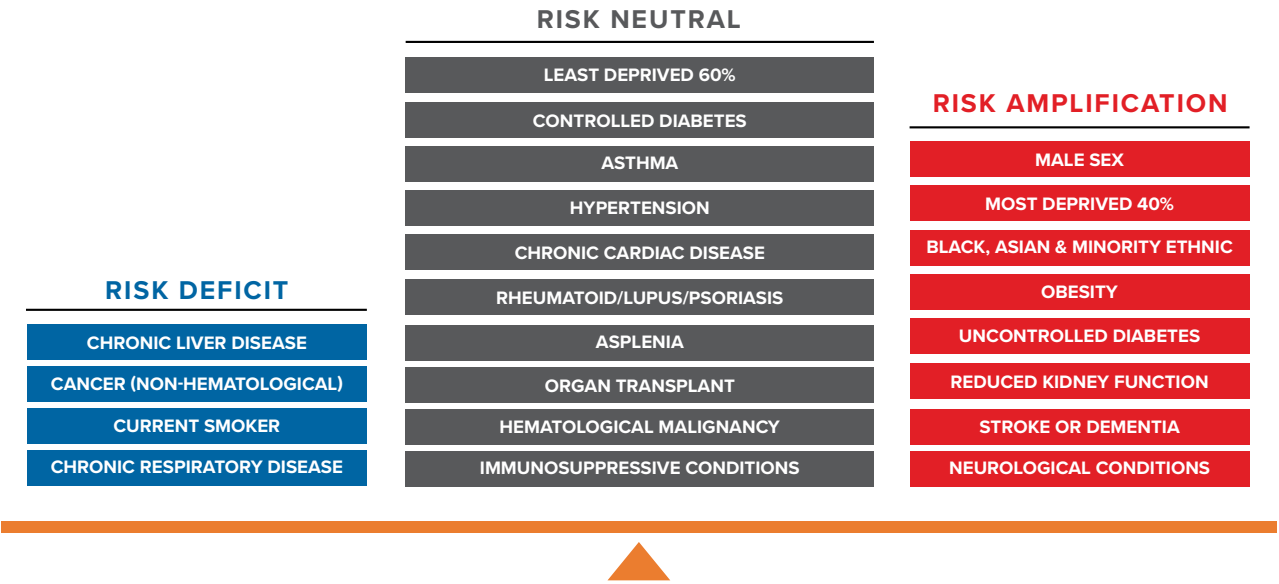 RISK NEUTRAL
LEAST DEPRIVED 60%
CONTROLLED DIABETES
ASTHMA
HYPERTENSION
CHRONIC CARDIAC DISEASE
RHEUMATOID/LUPUS/PSORIASIS
ASPLENIA
ORGAN TRANSPLANT
HEMATOLOGICAL MALIGNANCY
IMMUNOSUPPRESSIVE CONDITIONS
RISK AMPLIFICATION
MALE SEX
MOST DEPRIVED 40%
BLACK, ASIAN & MINORITY ETHNIC
OBESITY
UNCONTROLLED DIABETES
REDUCED KIDNEY FUNCTION
STROKE OR DEMENTIA
NEUROLOGICAL CONDITIONS
RISK DEFICIT
CHRONIC LIVER DISEASE
CANCER (NON-HEMATOLOGICAL)
CURRENT SMOKER
CHRONIC RESPIRATORY DISEASE